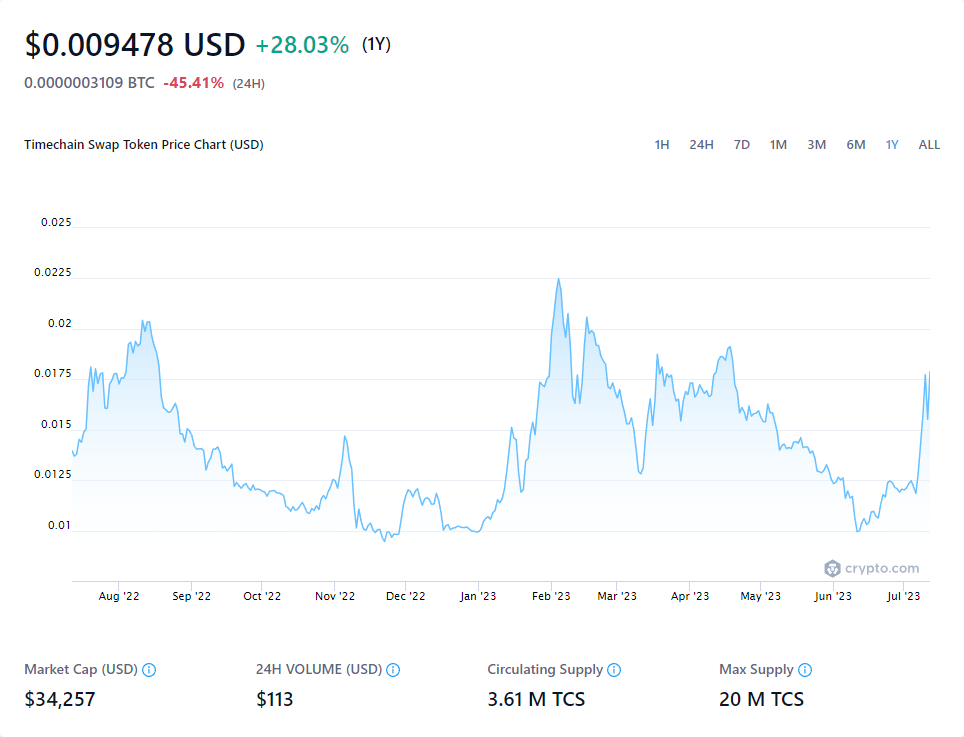 $0.009478 USD +28.03% (1Y)
0.0000003109 BTC -45.41% (24H)
Timechain Swap Token Price Chart (USD) 1H 24H 7D 1M 3M 6M 1Y ALL
0.025
0.0225
0.02
0.0175
0.015
0.0125
0.01
crypto.com
Aug '22 Sep '22 Oct '22 Nov '22 Dec '22 Jan '23 Feb '23 Mar '23 Apr '23 May '23 Jun '23 Jul '23
Market Cap (USD) 24H VOLUME (USD) Circulating Supply Max Supply
$34,257 $113 3.61 M TCS 20 M TCS